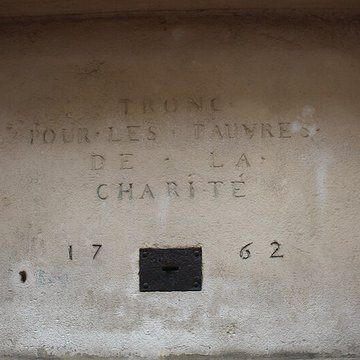 TRONC
POUR · LES PAUVRES ·
DE · LA ·
CHARITÉ
17 62